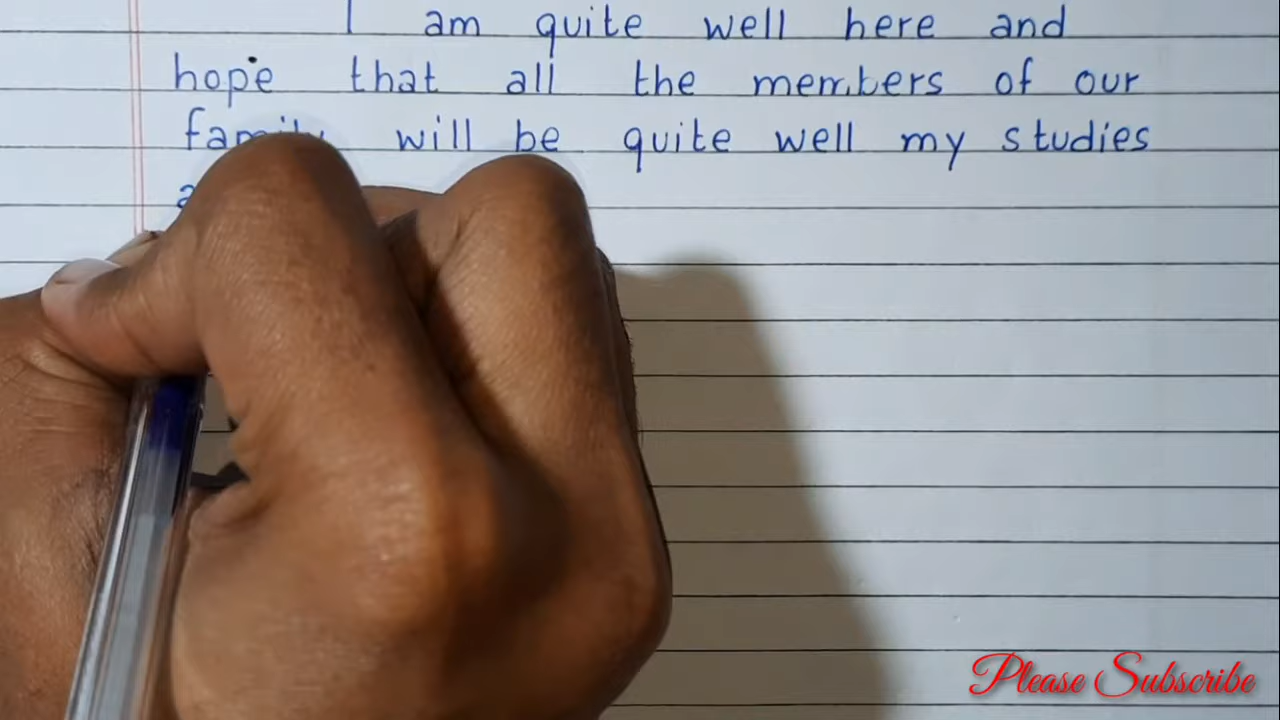 I am quite well here and
hope that all the members of our
family will be quite well my studies
Please Subscribe